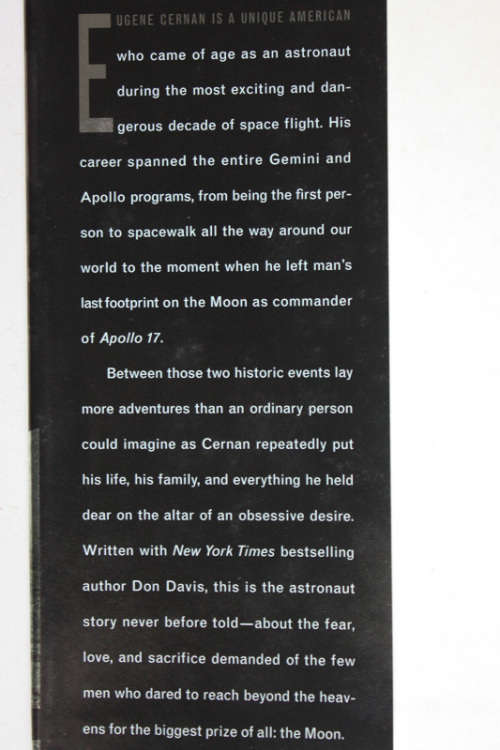 EUGENE CERNAN IS A UNIQUE AMERICAN
who came of age as an astronaut
during the most exciting and dan-
gerous decade of space flight. His
career spanned the entire Gemini and
Apollo programs, from being the first per-
son to spacewalk all the way around our
world to the moment when he left man's
last footprint on the Moon as commander
of Apollo 17.
Between those two historic events lay
more adventures than an ordinary person
could imagine as Cernan repeatedly put
his life, his family, and everything he held
dear on the altar of an obsessive desire.
Written with New York Times bestselling
author Don Davis, this is the astronaut
story never before told—about the fear,
love, and sacrifice demanded of the few
men who dared to reach beyond the heav-
ens for the biggest prize of all: the Moon.